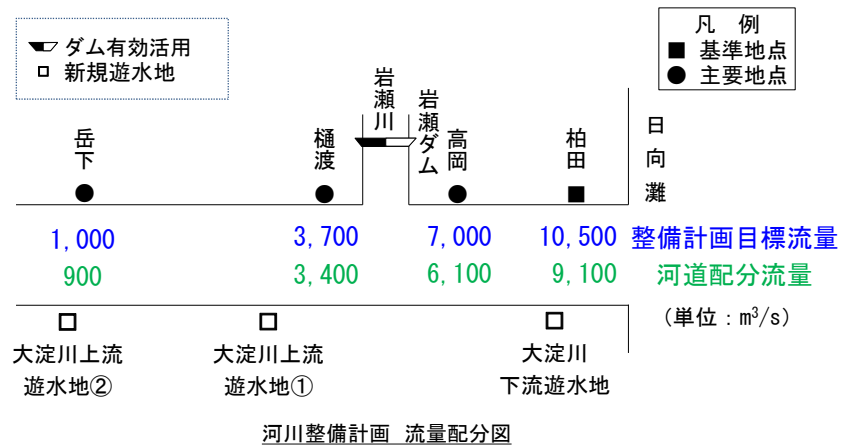 ダム有効活用
新規遊水地
凡 例
基準地点
主要地点
岳下
樋渡
岩瀬川
岩瀬ダム
高岡
柏田
日向灘
1,000 3,700 7,000 10,500 整備計画目標流量
900 3,400 6,100 9,100 河道配分流量
(単位:m³/s)
大淀川上流
遊水地②
大淀川上流
遊水地①
大淀川
下流遊水地
河川整備計画 流量配分図